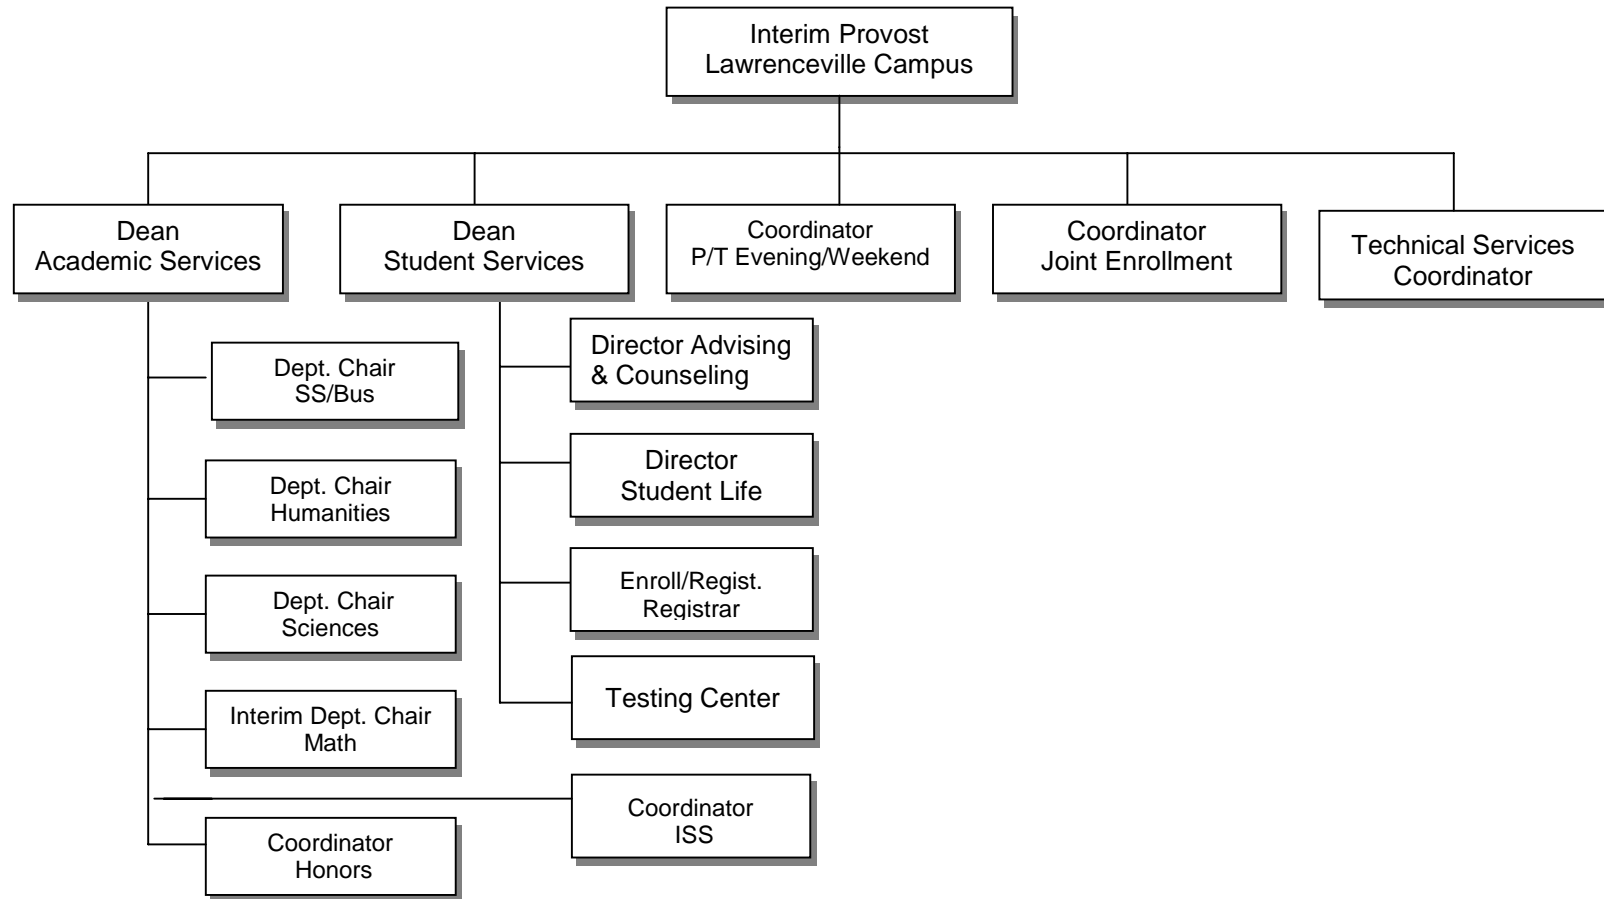 Interim Provost
Lawrenceville Campus
Dean
Academic Services
Dean
Student Services
Coordinator
P/T Evening/Weekend
Coordinator
Joint Enrollment
Technical Services
Coordinator
Dept. Chair
SS/Bus
Dept. Chair
Humanities
Dept. Chair
Sciences
Interim Dept. Chair
Math
Coordinator
Honors
Director Advising
& Counseling
Director
Student Life
Enroll/Regist.
Registrar
Testing Center
Coordinator
ISS